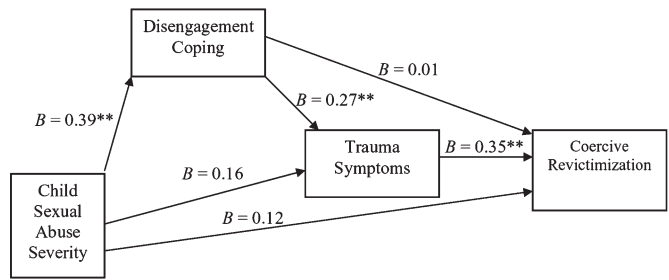 Disengagement
Coping
B = 0.01
B = 0.27**
B = 0.39**
Trauma
Symptoms
B = 0.35**
Coercive
Revictimization
B = 0.16
Child
Sexual
Abuse
Severity
B = 0.12